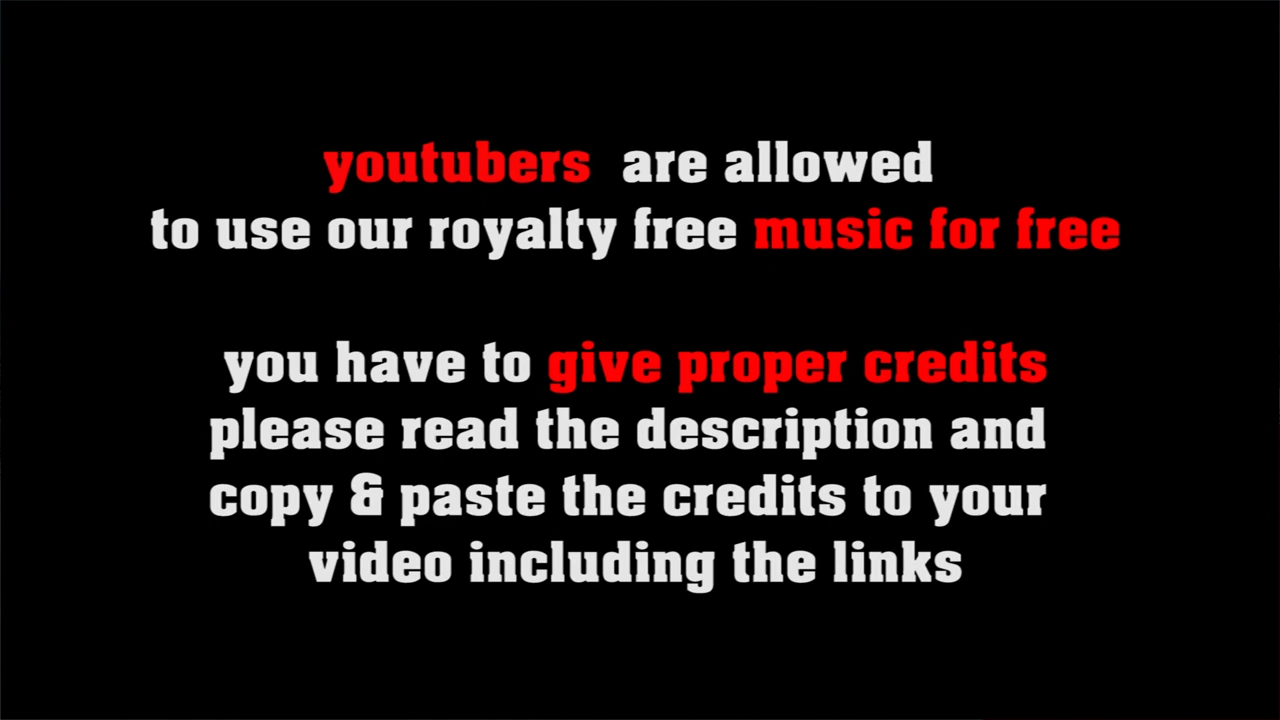 youtubers are allowed
to use our royalty free music for free
you have to give proper credits
please read the description and
copy & paste the credits to your
video including the links